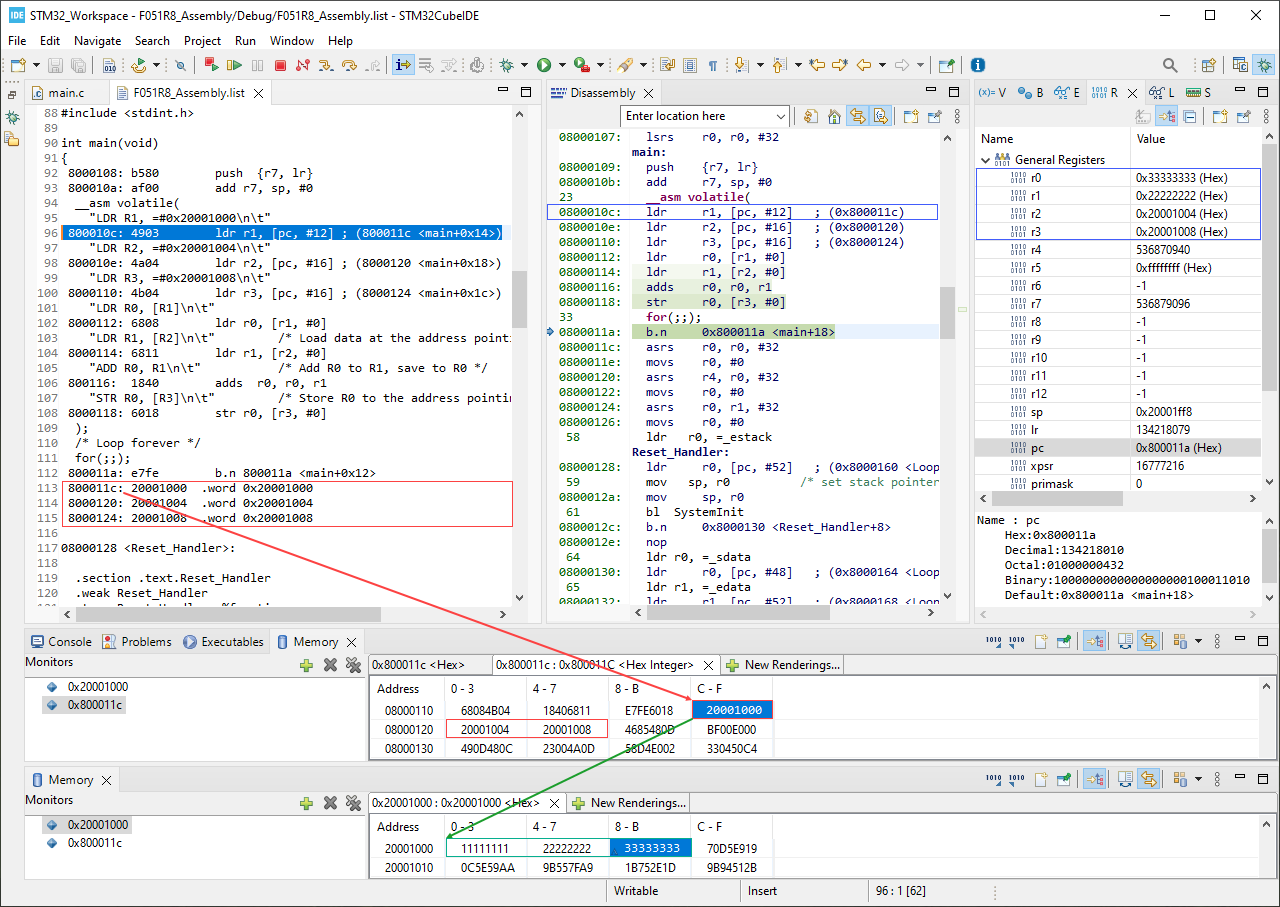 IDE STM32_Workspace - F051R8_Assembly/Debug/F051R8_Assembly.list - STM32CubeIDE
File Edit Navigate Search Project Run Window Help
main.c F051R8_Assembly.list
88 #include <stdint.h>
89
90 int main(void)
91 {
92 8000108: b580 push {r7, lr}
93 800010a: af00 add r7, sp, #0
94 __asm volatile(
95 "LDR R1, =#0x20001000\n\t"
96 800010c: 4903 ldr r1, [pc, #12] ; (800011c <main+0x14>)
97 "LDR R2, =#0x20001004\n\t"
98 800010e: 4a04 ldr r2, [pc, #16] ; (8000120 <main+0x18>)
99 "LDR R3, =#0x20001008\n\t"
100 8000110: 4b04 ldr r3, [pc, #16] ; (8000124 <main+0x1c>)
101 "LDR R0, [R1]\n\t"
102 8000112: 6808 ldr r0, [r1, #0]
103 "LDR R1, [R2]\n\t" /* Load data at the address pointi
104 8000114: 6811 ldr r1, [r2, #0]
105 "ADD R0, R1\n\t" /* Add R0 to R1, save to R0 */
106 800116: 1840 adds r0, r0, r1
107 "STR R0, [R3]\n\t" /* Store R0 to the address pointin
108 8000118: 6018 str r0, [r3, #0]
109 );
110 /* Loop forever */
111 for(;;);
112 800011a: e7fe b.n 800011a <main+0x12>
113 800011c: 20001000 .word 0x20001000
114 8000120: 20001004 .word 0x20001004
115 8000124: 20001008 .word 0x20001008
116
117 08000128 <Reset_Handler>:
118
119 .section .text.Reset_Handler
120 .weak Reset_Handler
Disassembly
Enter location here
08000107: lsrs r0, r0, #32
main:
08000109: push {r7, lr}
0800010b: add r7, sp, #0
23 __asm volatile(
0800010c: ldr r1, [pc, #12] ; (0x800011c)
0800010e: ldr r2, [pc, #16] ; (0x8000120)
08000110: ldr r3, [pc, #16] ; (0x8000124)
08000112: ldr r0, [r1, #0]
08000114: ldr r1, [r2, #0]
08000116: adds r0, r0, r1
08000118: str r0, [r3, #0]
33 for(;;);
0800011a: b.n 0x800011a <main+18>
0800011c: asrs r0, r0, #32
0800011e: movs r0, #0
08000120: asrs r4, r0, #32
08000122: movs r0, #0
08000124: asrs r0, r1, #32
08000126: movs r0, #0
58 ldr r0, =_estack
Reset_Handler:
08000128: ldr r0, [pc, #52] ; (0x8000160 <Loop
59 mov sp, r0 /* set stack pointer
0800012a: mov sp, r0
61 bl SystemInit
0800012c: b.n 0x8000130 <Reset_Handler+8>
0800012e: nop
64 ldr r0, =_sdata
08000130: ldr r0, [pc, #48] ; (0x8000164 <Loop
65 ldr r1, =_edata
08000132: ldr r1, [pc, #52] ; (0x8000168 <Loop
(x)= V B E R L S
Name Value
General Registers
r0 0x33333333 (Hex)
r1 0x22222222 (Hex)
r2 0x20001004 (Hex)
r3 0x20001008 (Hex)
r4 536870940
r5 0xffffffff (Hex)
r6 -1
r7 536879096
r8 -1
r9 -1
r10 -1
r11 -1
r12 -1
sp 0x20001ff8
lr 134218079
pc 0x800011a (Hex)
xpsr 16777216
primask 0
Name : pc
Hex:0x800011a
Decimal:134218010
Octal:01000000432
Binary:1000000000000000000100011010
Default:0x800011a <main+18>
Console Problems Executables Memory
Monitors
0x20001000
0x800011c
0x800011c <Hex> 0x800011c : 0x800011C <Hex Integer> New Renderings...
Address 0 - 3 4 - 7 8 - B C - F
08000110 68084B04 18406811 E7FE6018 20001000
08000120 20001004 20001008 4685480D BF00E000
08000130 490D480C 23004A0D 58D4E002 330450C4
Memory
Monitors
0x20001000
0x800011c
0x20001000 : 0x20001000 <Hex> New Renderings...
Address 0 - 3 4 - 7 8 - B C - F
20001000 11111111 22222222 33333333 70D5E919
20001010 0C5E59AA 9B557FA9 1B752E1D 9B94512B
Writable Insert 96 : 1 [62]